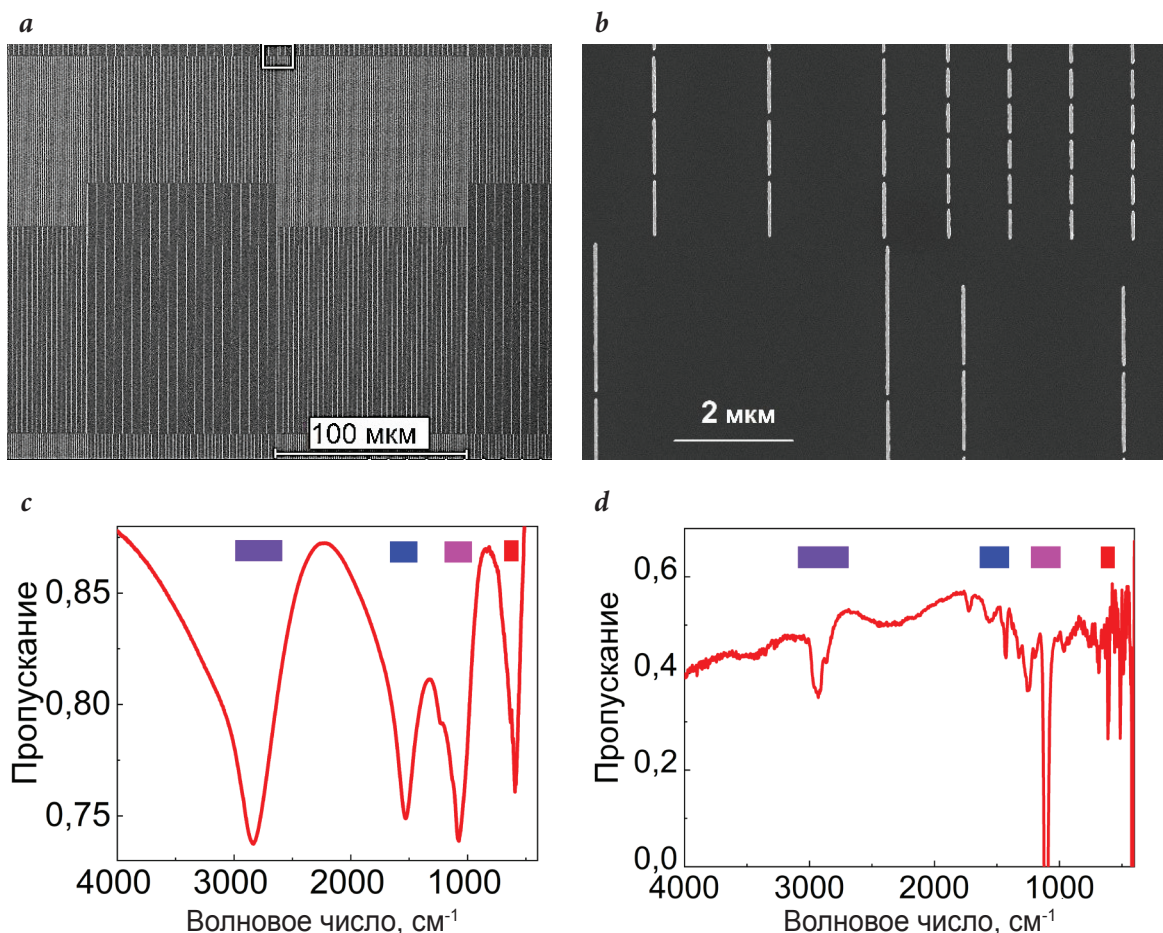 a
b
100 мкм
2 мкм
c
d
Пропускание
0,85
0,80
0,75
4000 3000 2000 1000
Волновое число, см-1
Пропускание
0,6
0,4
0,2
0,0
4000 3000 2000 1000
Волновое число, см-1